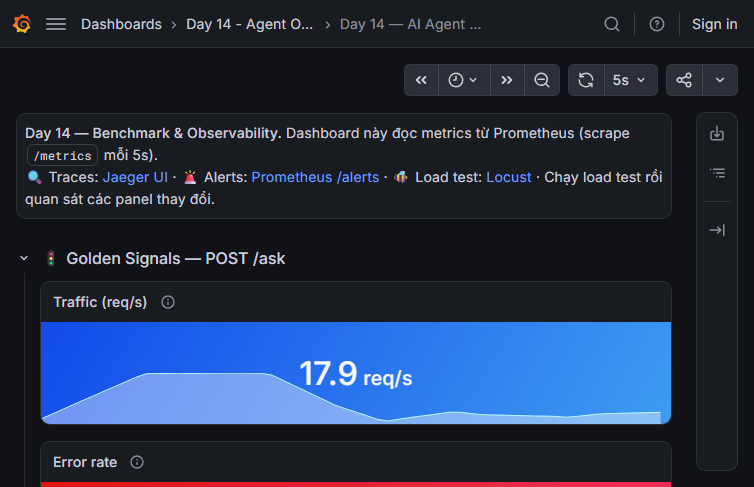 Dashboards › Day 14 - Agent O... › Day 14 — AI Agent ... Sign in
5s
Day 14 — Benchmark & Observability. Dashboard này đọc metrics từ Prometheus (scrape
/metrics mỗi 5s).
🔍 Traces: Jaeger UI · 🚨 Alerts: Prometheus /alerts · 🐝 Load test: Locust · Chạy load test rồi
quan sát các panel thay đổi.
🚦 Golden Signals — POST /ask
Traffic (req/s)
17.9 req/s
Error rate